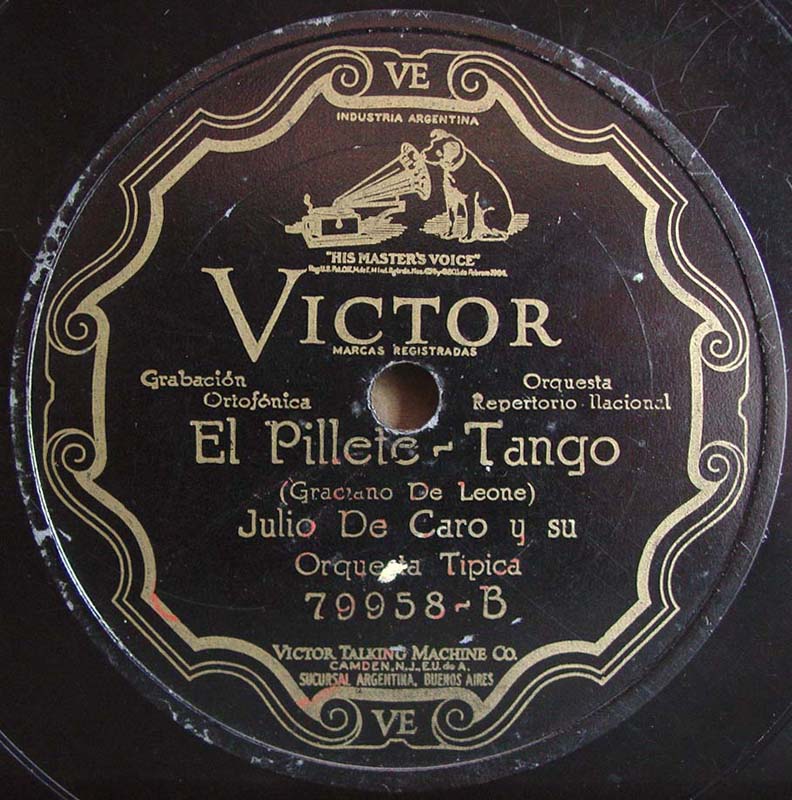 VE
INDUSTRIA ARGENTINA
"HIS MASTER'S VOICE"
VICTOR
MARCAS REGISTRADAS
Grabación
Ortofónica
Orquesta
Repertorio Nacional
El Pillete - Tango
(Graciano De Leone)
Julio De Caro y su
Orquesta Típica
79958-B
VICTOR TALKING MACHINE CO.
CAMDEN, N.J., E.U. de A.
SUCURSAL ARGENTINA, BUENOS AIRES
VE